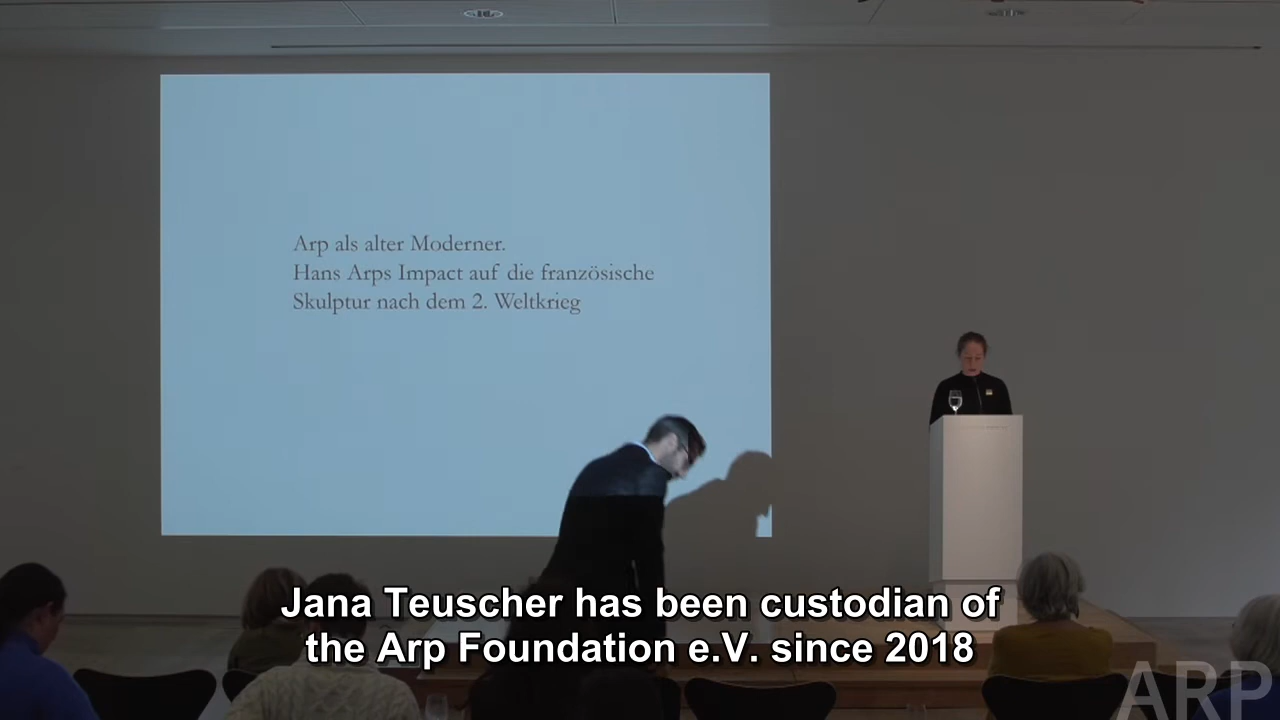 Arp als alter Moderner.
Hans Arps Impact auf die französische
Skulptur nach dem 2. Weltkrieg
Jana Teuscher has been custodian of
the Arp Foundation e.V. since 2018
ARP